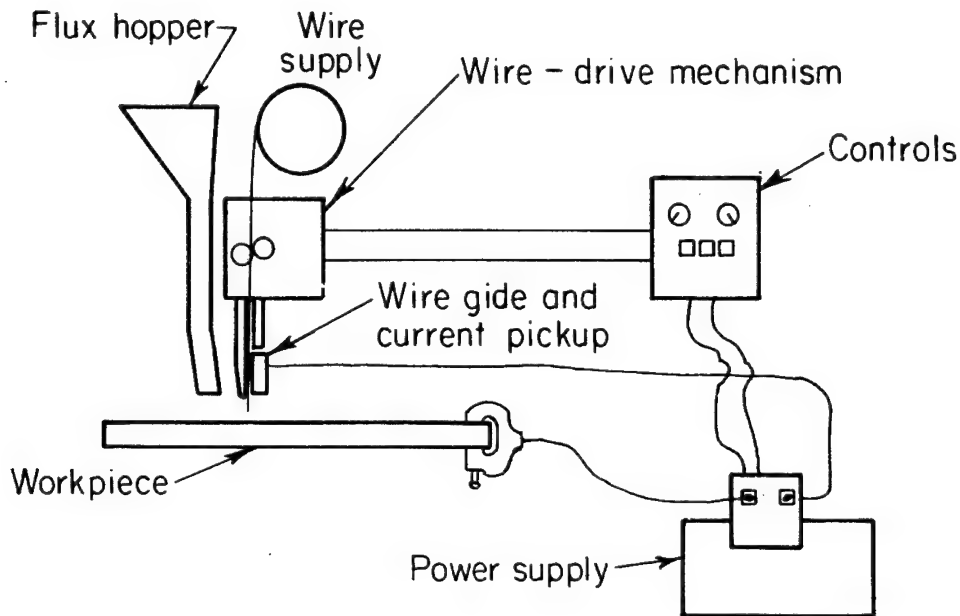 Flux hopper
Wire
supply
Wire - drive mechanism
Controls
Wire gide and
current pickup
Workpiece
Power supply